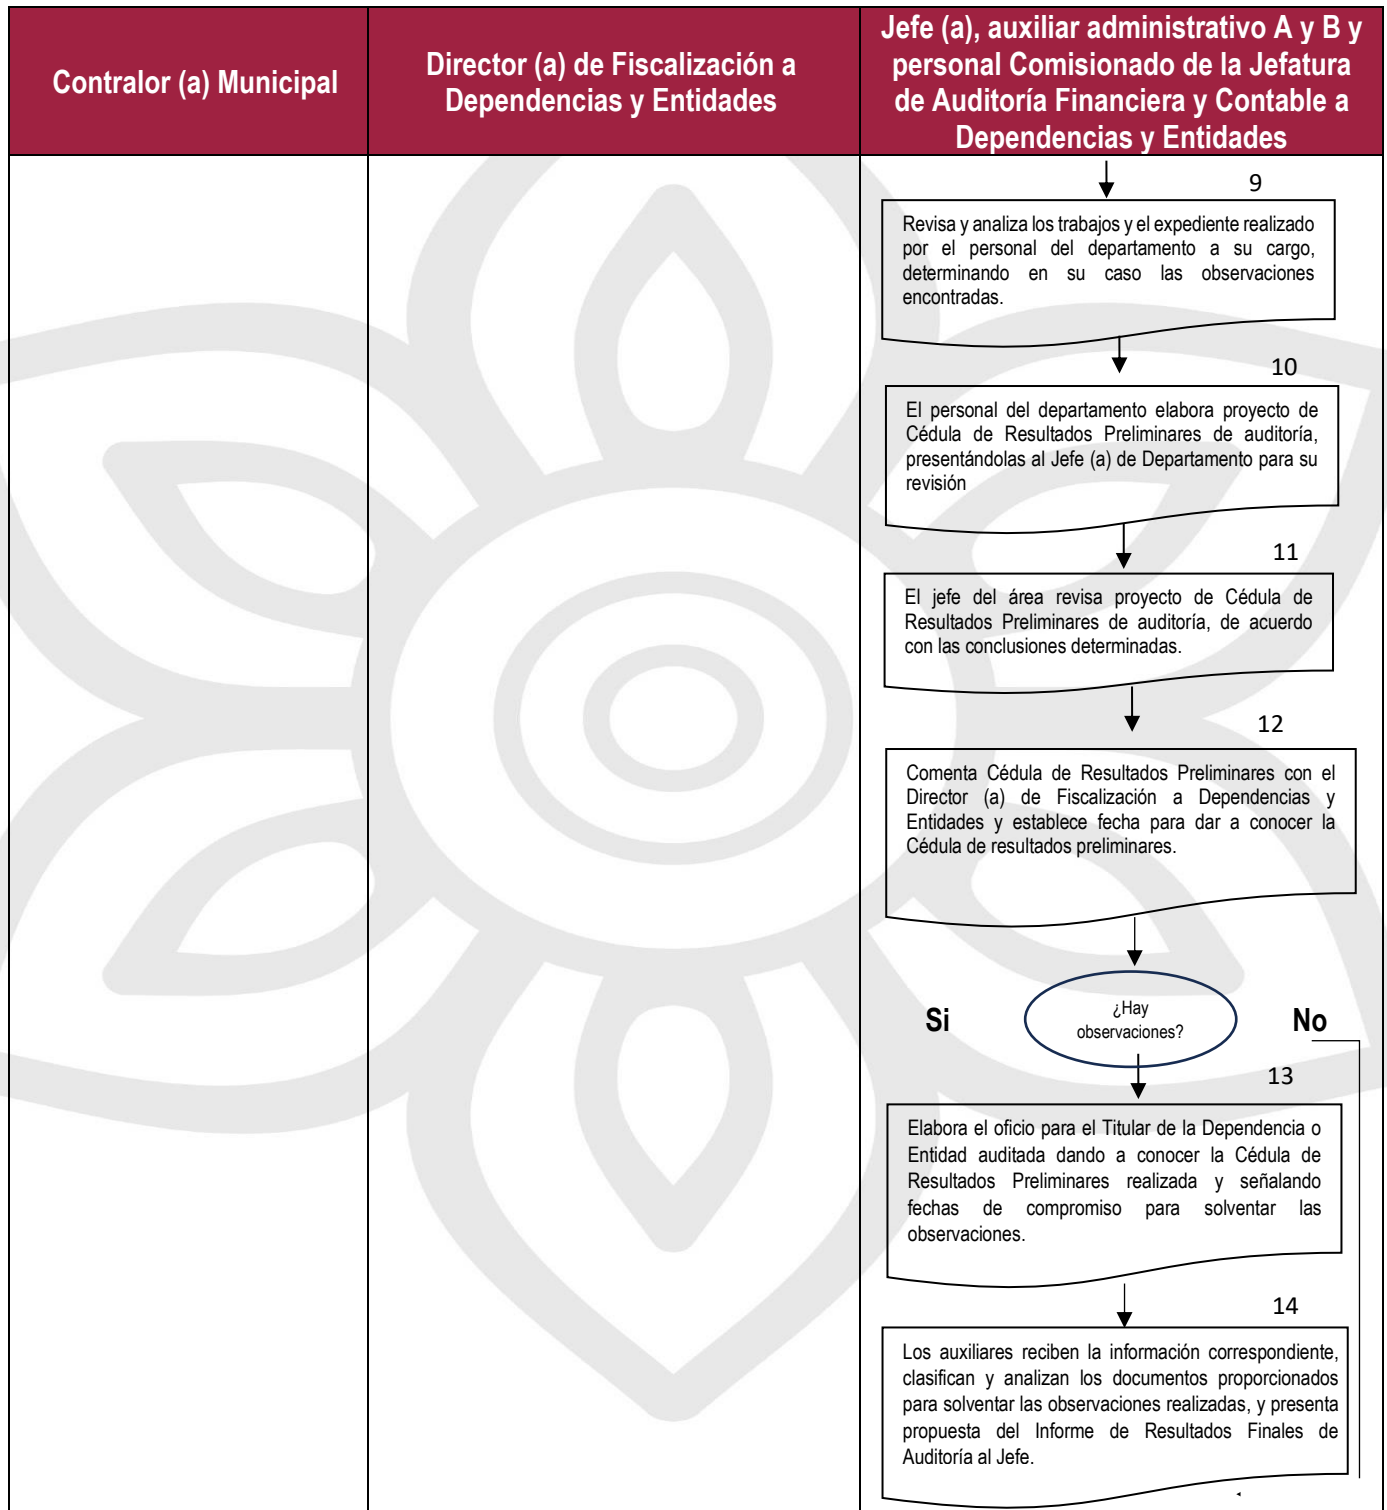 Contralor (a) Municipal
Director (a) de Fiscalización a
Dependencias y Entidades
Jefe (a), auxiliar administrativo A y B y
personal Comisionado de la Jefatura
de Auditoría Financiera y Contable a
Dependencias y Entidades
9
Revisa y analiza los trabajos y el expediente realizado
por el personal del departamento a su cargo,
determinando en su caso las observaciones
encontradas.
10
El personal del departamento elabora proyecto de
Cédula de Resultados Preliminares de auditoría,
presentándolas al Jefe (a) de Departamento para su
revisión
11
El jefe del área revisa proyecto de Cédula de
Resultados Preliminares de auditoría, de acuerdo
con las conclusiones determinadas.
12
Comenta Cédula de Resultados Preliminares con el
Director (a) de Fiscalización a Dependencias y
Entidades y establece fecha para dar a conocer la
Cédula de resultados preliminares.
Si
¿Hay
observaciones?
No
13
Elabora el oficio para el Titular de la Dependencia o
Entidad auditada dando a conocer la Cédula de
Resultados Preliminares realizada y señalando
fechas de compromiso para solventar las
observaciones.
14
Los auxiliares reciben la información correspondiente,
clasifican y analizan los documentos proporcionados
para solventar las observaciones realizadas, y presenta
propuesta del Informe de Resultados Finales de
Auditoría al Jefe.